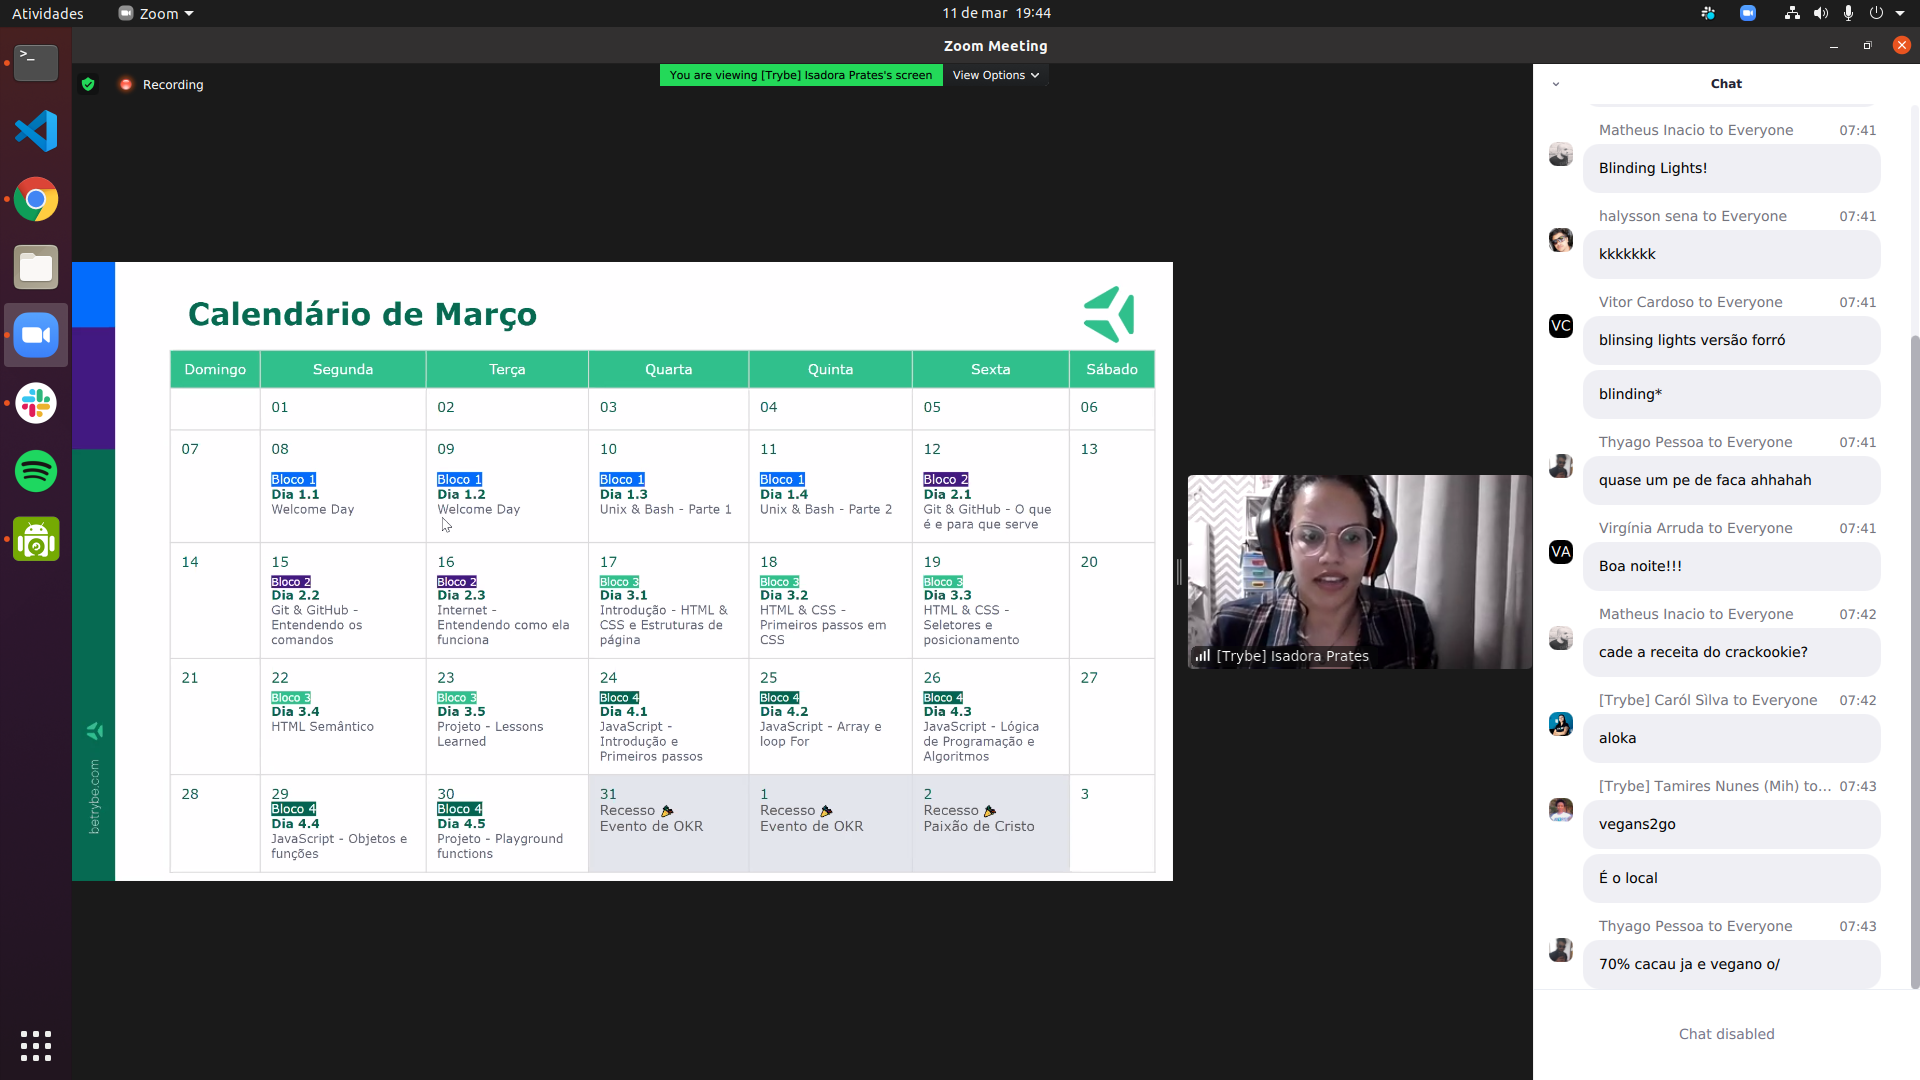 Atividades
Zoom
11 de mar 19:44
Zoom Meeting
Recording
You are viewing [Trybe] Isadora Prates's screen
View Options
Calendário de Março
Domingo Segunda Terça Quarta Quinta Sexta Sábado
01 02 03 04 05 06
07
08
Bloco 1
Dia 1.1
Welcome Day
09
Bloco 1
Dia 1.2
Welcome Day
10
Bloco 1
Dia 1.3
Unix & Bash - Parte 1
11
Bloco 1
Dia 1.4
Unix & Bash - Parte 2
12
Bloco 2
Dia 2.1
Git & GitHub - O que
é e para que serve
13
14
15
Bloco 2
Dia 2.2
Git & GitHub -
Entendendo os
comandos
16
Bloco 2
Dia 2.3
Internet -
Entendendo como ela
funciona
17
Bloco 3
Dia 3.1
Introdução - HTML &
CSS e Estruturas de
página
18
Bloco 3
Dia 3.2
HTML & CSS -
Primeiros passos em
CSS
19
Bloco 3
Dia 3.3
HTML & CSS -
Seletores e
posicionamento
20
21
22
Bloco 3
Dia 3.4
HTML Semântico
23
Bloco 3
Dia 3.5
Projeto - Lessons
Learned
24
Bloco 4
Dia 4.1
JavaScript -
Introdução e
Primeiros passos
25
Bloco 4
Dia 4.2
JavaScript - Array e
loop For
26
Bloco 4
Dia 4.3
JavaScript - Lógica
de Programação e
Algoritmos
27
28
29
Bloco 4
Dia 4.4
JavaScript - Objetos e
funções
30
Bloco 4
Dia 4.5
Projeto - Playground
functions
31
Recesso
Evento de OKR
1
Recesso
Evento de OKR
2
Recesso
Paixão de Cristo
3
betrybe.com
[Trybe] Isadora Prates
Chat
Matheus Inacio to Everyone 07:41
Blinding Lights!
halysson sena to Everyone 07:41
kkkkkkk
Vitor Cardoso to Everyone 07:41
VC
blinsing lights versão forró
blinding*
Thyago Pessoa to Everyone 07:41
quase um pe de faca ahhahah
Virgínia Arruda to Everyone 07:41
VA
Boa noite!!!
Matheus Inacio to Everyone 07:42
cade a receita do crackookie?
[Trybe] Caról Sìlva to Everyone 07:42
aloka
[Trybe] Tamires Nunes (Mih) to... 07:43
vegans2go
É o local
Thyago Pessoa to Everyone 07:43
70% cacau ja e vegano o/
Chat disabled